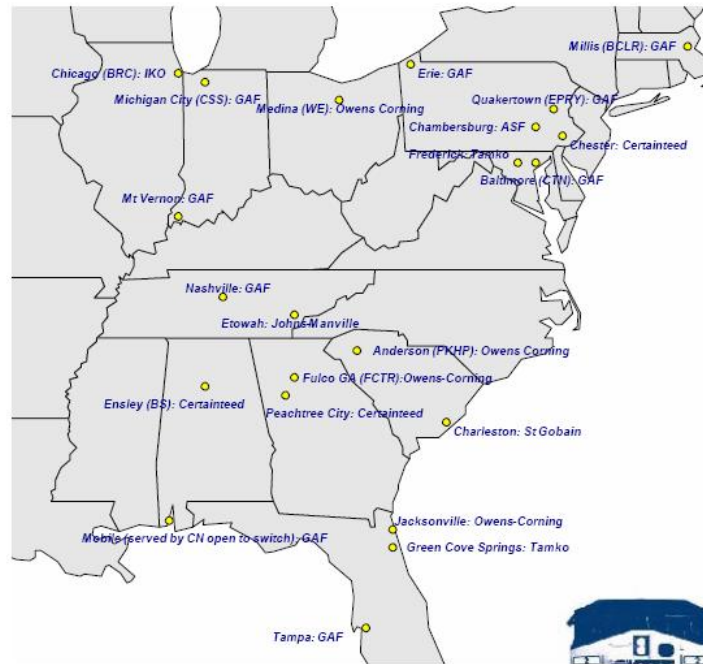 Millis (BCLR): GAF
Chicago (BRC): IKO
Erie: GAF
Michigan City (CSS): GAF
Medina (WE): Owens Corning
Quakertown (EPRY): GAF
Chambersburg: ASF
Chester: Certainteed
Frederick: Tamko
Baltimore (CTN): GAF
Mt Vernon: GAF
Nashville: GAF
Etowah: Johns-Manville
Anderson (PKHP): Owens Corning
Fulco GA (FCTR):Owens-Corning
Ensley (BS): Certainteed
Peachtree City: Certainteed
Charleston: St Gobain
Jacksonville: Owens-Corning
Mobile (served by CN open to switch): GAF
Green Cove Springs: Tamko
Tampa: GAF
2 2